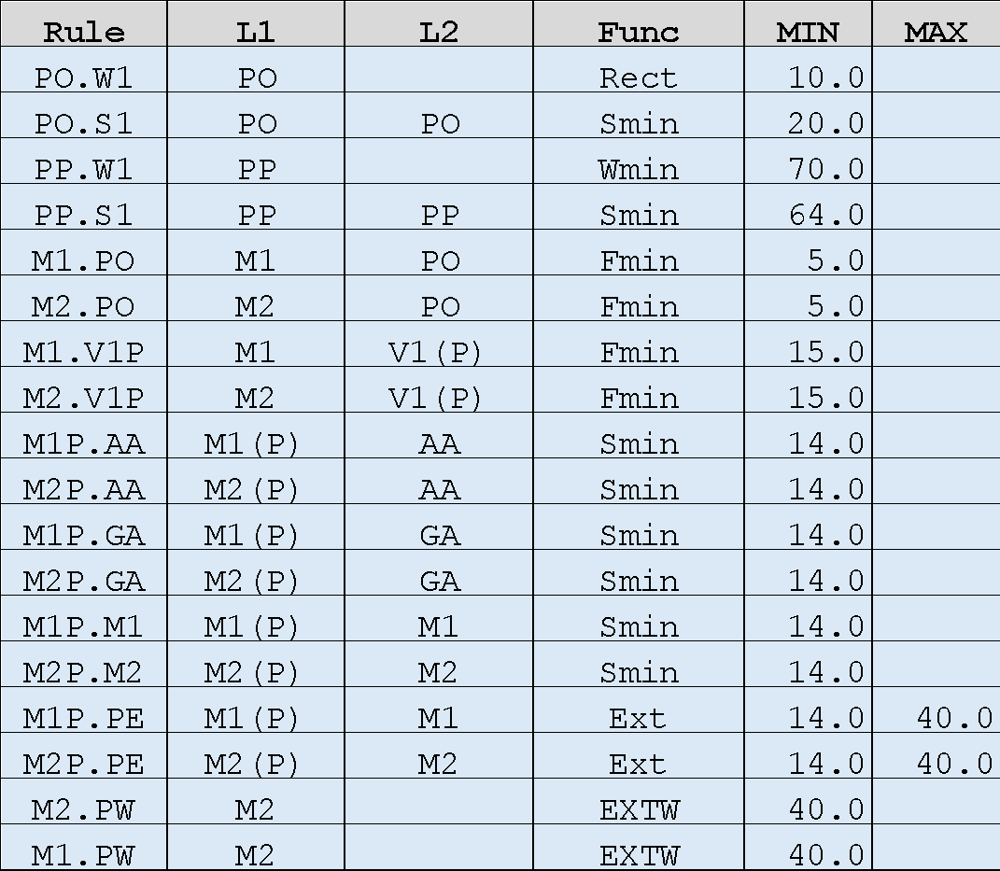 Rule L1 L2 Func MIN MAX
PO.W1 PO Rect 10.0
PO.S1 PO PO Smin 20.0
PP.W1 PP Wmin 70.0
PP.S1 PP PP Smin 64.0
M1.PO M1 PO Fmin 5.0
M2.PO M2 PO Fmin 5.0
M1.V1P M1 V1(P) Fmin 15.0
M2.V1P M2 V1(P) Fmin 15.0
M1P.AA M1(P) AA Smin 14.0
M2P.AA M2(P) AA Smin 14.0
M1P.GA M1(P) GA Smin 14.0
M2P.GA M2(P) GA Smin 14.0
M1P.M1 M1(P) M1 Smin 14.0
M2P.M2 M2(P) M2 Smin 14.0
M1P.PE M1(P) M1 Ext 14.0 40.0
M2P.PE M2(P) M2 Ext 14.0 40.0
M2.PW M2 EXTW 40.0
M1.PW M2 EXTW 40.0